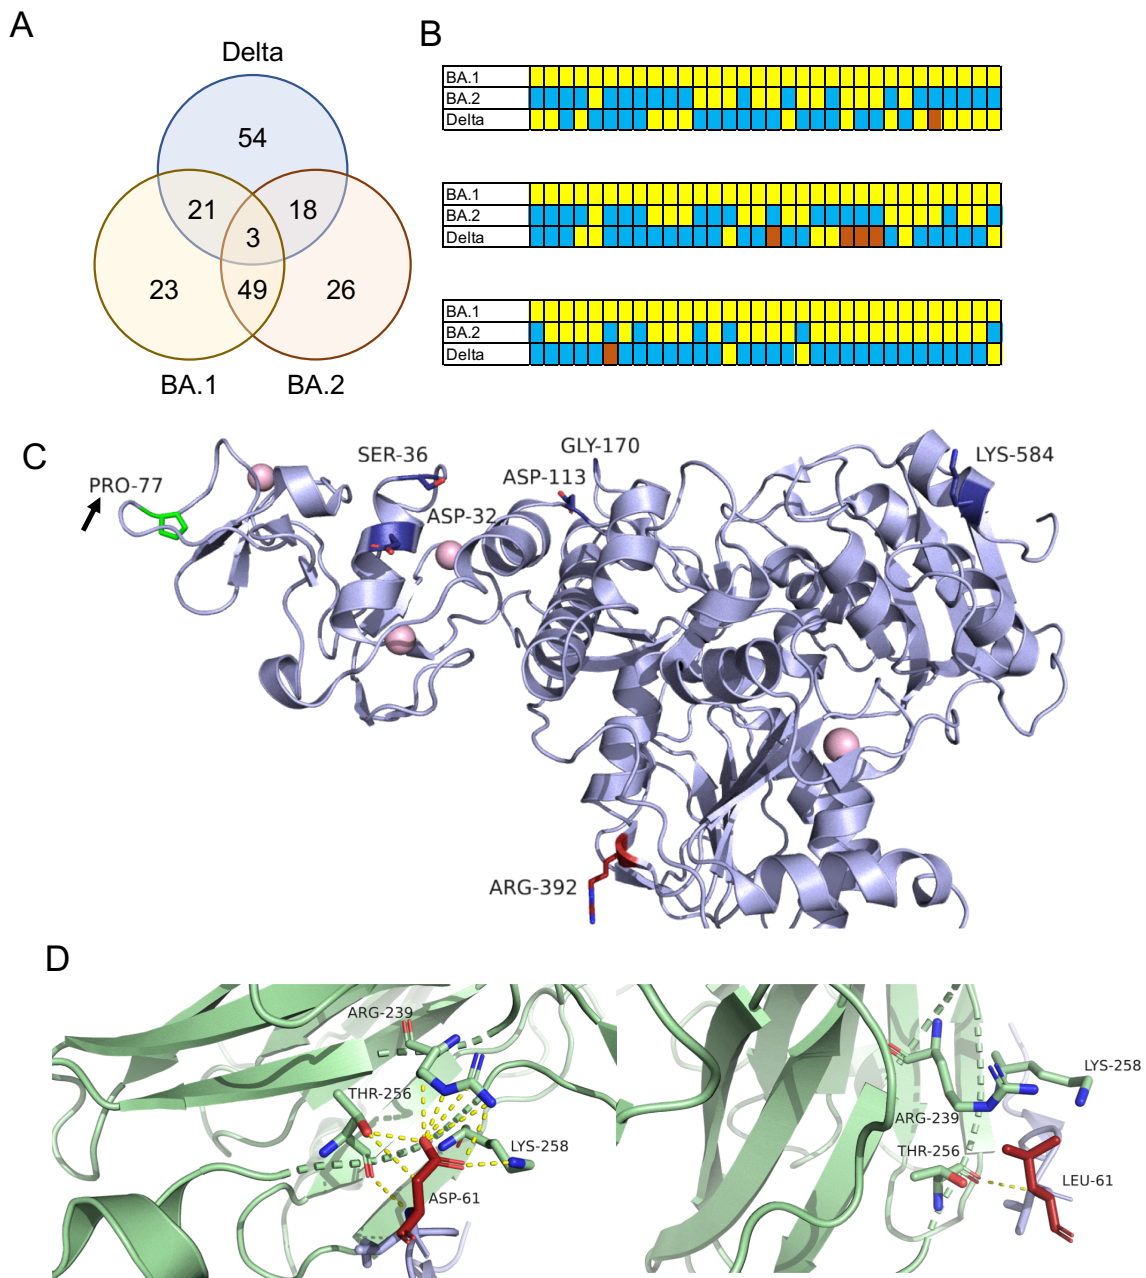 A
B
Delta
54
21
18
3
23
49
26
BA.1
BA.2
BA.1
BA.2
Delta
BA.1
BA.2
Delta
BA.1
BA.2
Delta
C
PRO-77
SER-36
ASP-32
ASP-113
GLY-170
LYS-584
ARG-392
D
ARG-239
THR-256
LYS-258
ASP-61
LYS-258
ARG-239
THR-256
LEU-61